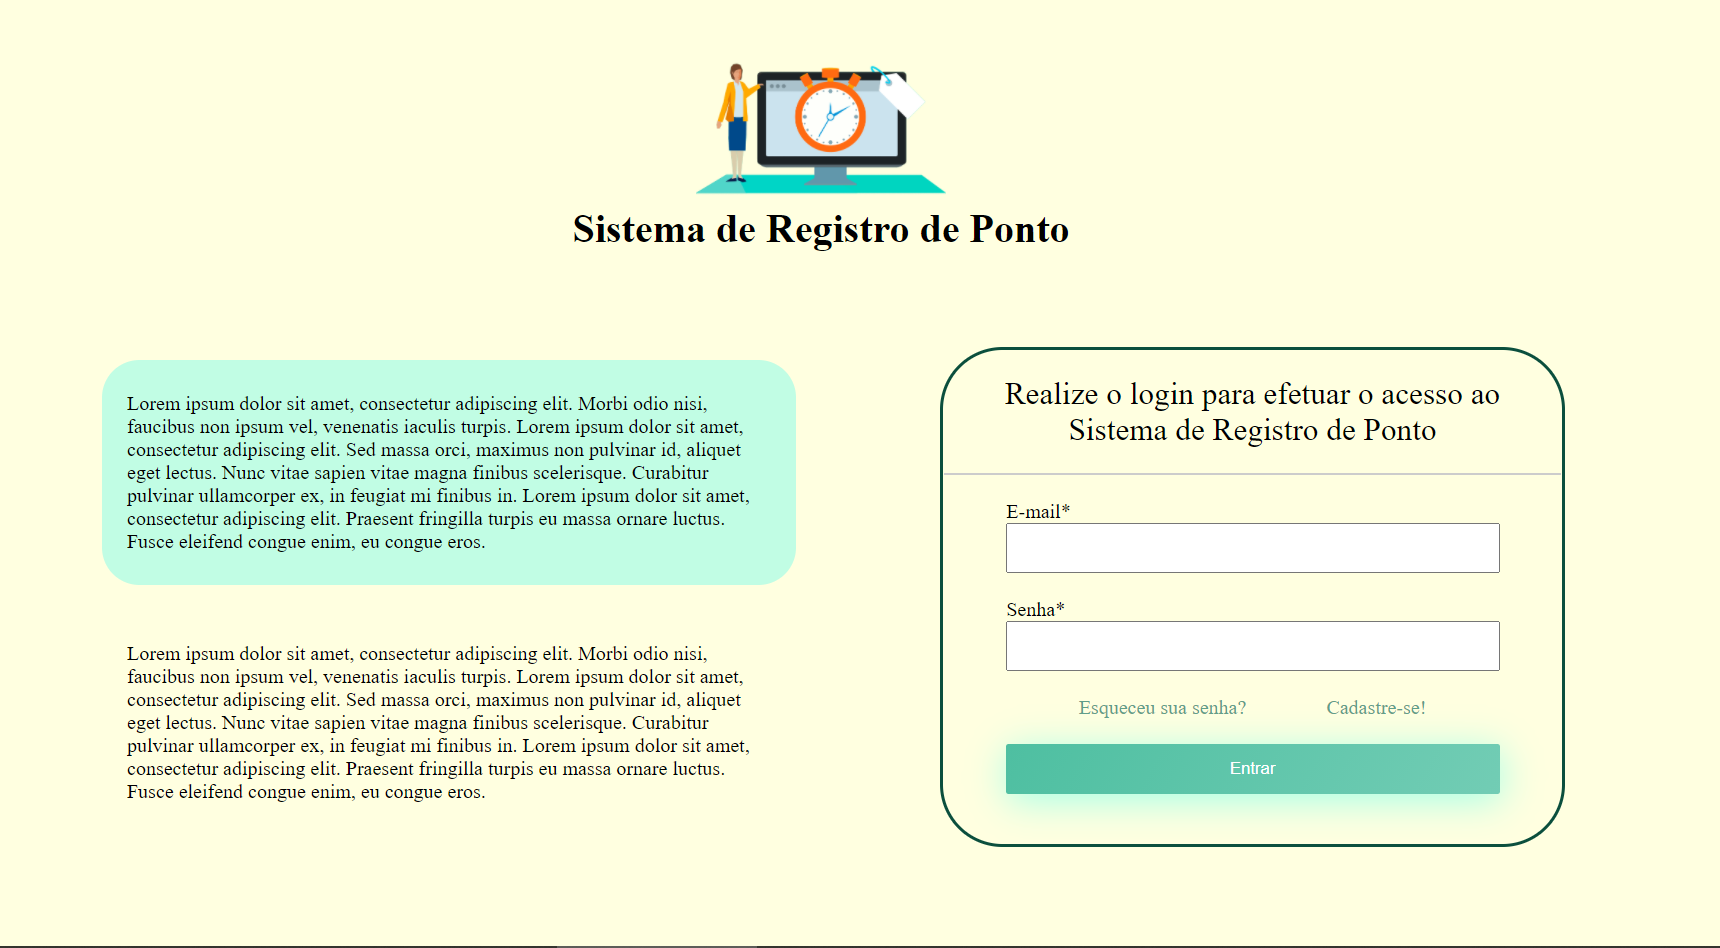 Sistema de Registro de Ponto
Lorem ipsum dolor sit amet, consectetur adipiscing elit. Morbi odio nisi,
faucibus non ipsum vel, venenatis iaculis turpis. Lorem ipsum dolor sit amet,
consectetur adipiscing elit. Sed massa orci, maximus non pulvinar id, aliquet
eget lectus. Nunc vitae sapien vitae magna finibus scelerisque. Curabitur
pulvinar ullamcorper ex, in feugiat mi finibus in. Lorem ipsum dolor sit amet,
consectetur adipiscing elit. Praesent fringilla turpis eu massa ornare luctus.
Fusce eleifend congue enim, eu congue eros.
Lorem ipsum dolor sit amet, consectetur adipiscing elit. Morbi odio nisi,
faucibus non ipsum vel, venenatis iaculis turpis. Lorem ipsum dolor sit amet,
consectetur adipiscing elit. Sed massa orci, maximus non pulvinar id, aliquet
eget lectus. Nunc vitae sapien vitae magna finibus scelerisque. Curabitur
pulvinar ullamcorper ex, in feugiat mi finibus in. Lorem ipsum dolor sit amet,
consectetur adipiscing elit. Praesent fringilla turpis eu massa ornare luctus.
Fusce eleifend congue enim, eu congue eros.
Realize o login para efetuar o acesso ao
Sistema de Registro de Ponto
E-mail*
Senha*
Esqueceu sua senha? Cadastre-se!
Entrar